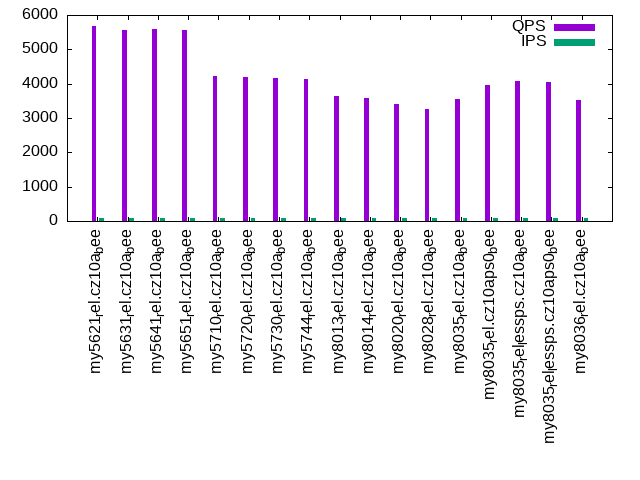 6000
5000
4000
3000
2000
1000
0
QPS
IPS
my5621rel.cz10abee
my5631rel.cz10abee
my5641rel.cz10abee
my5651rel.cz10abee
my5710rel.cz10abee
my5720rel.cz10abee
my5730rel.cz10abee
my5744rel.cz10abee
my8013rel.cz10abee
my8014rel.cz10abee
my8020rel.cz10abee
my8028rel.cz10abee
my8035rel.cz10abee
my8035rel.cz10aps0bee
my8035rellessps.cz10abee
my8035rellessps.cz10aps0bee
my8036rel.cz10abee